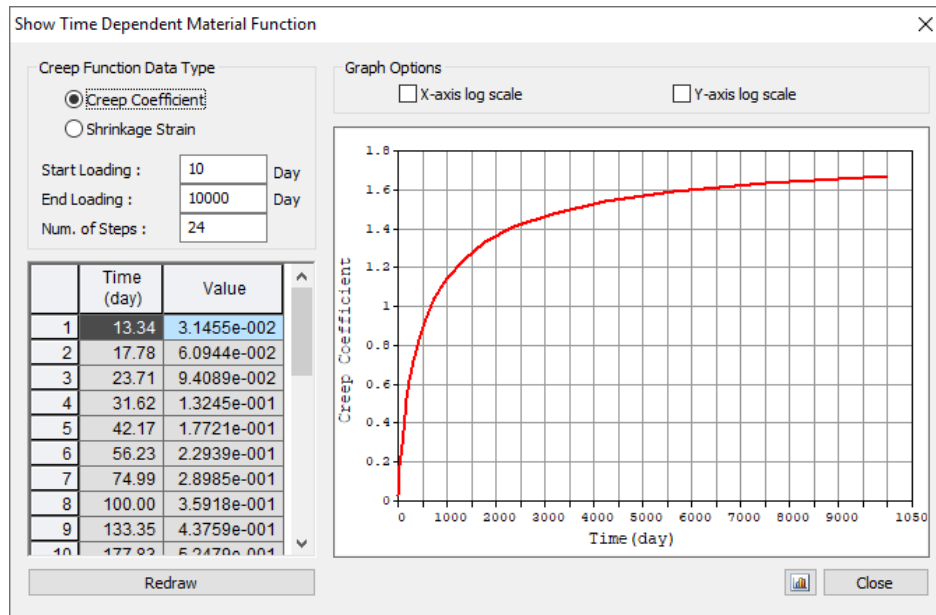 Show Time Dependent Material Function
Creep Function Data Type
Creep Coefficient
Shrinkage Strain
Start Loading : 10 Day
End Loading : 10000 Day
Num. of Steps : 24
Time (day) Value
1 13.34 3.1455e-002
2 17.78 6.0944e-002
3 23.71 9.4089e-002
4 31.62 1.3245e-001
5 42.17 1.7721e-001
6 56.23 2.2939e-001
7 74.99 2.8985e-001
8 100.00 3.5918e-001
9 133.35 4.3759e-001
10 177.83 5.2479e-001
Redraw
Graph Options
X-axis log scale Y-axis log scale
1.8
1.6
1.4
1.2
1
0.8
0.6
0.4
0.2
0
Creep Coefficient
0 1000 2000 3000 4000 5000 6000 7000 8000 9000 1050
Time(day)
Close